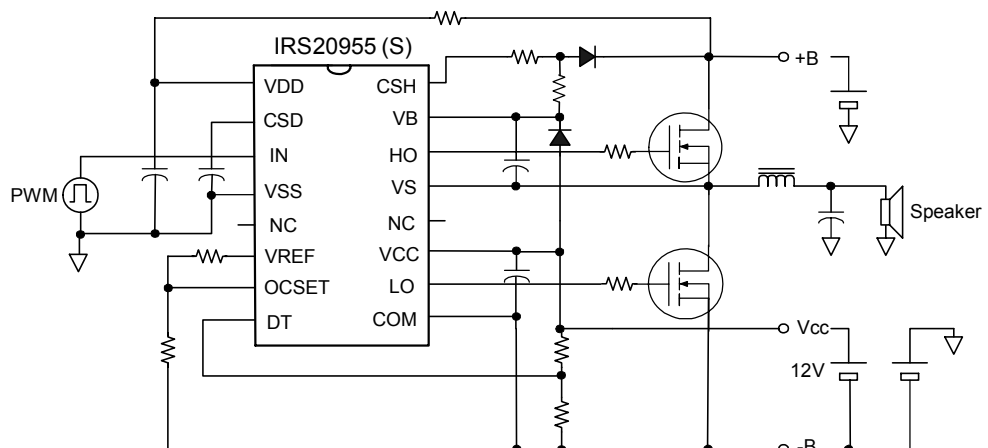 IRS20955 (S)
VDD
CSD
IN
VSS
NC
VREF
OCSET
DT
CSH
VB
HO
VS
NC
VCC
LO
COM
PWM
+B
Speaker
Vcc
12V
-B